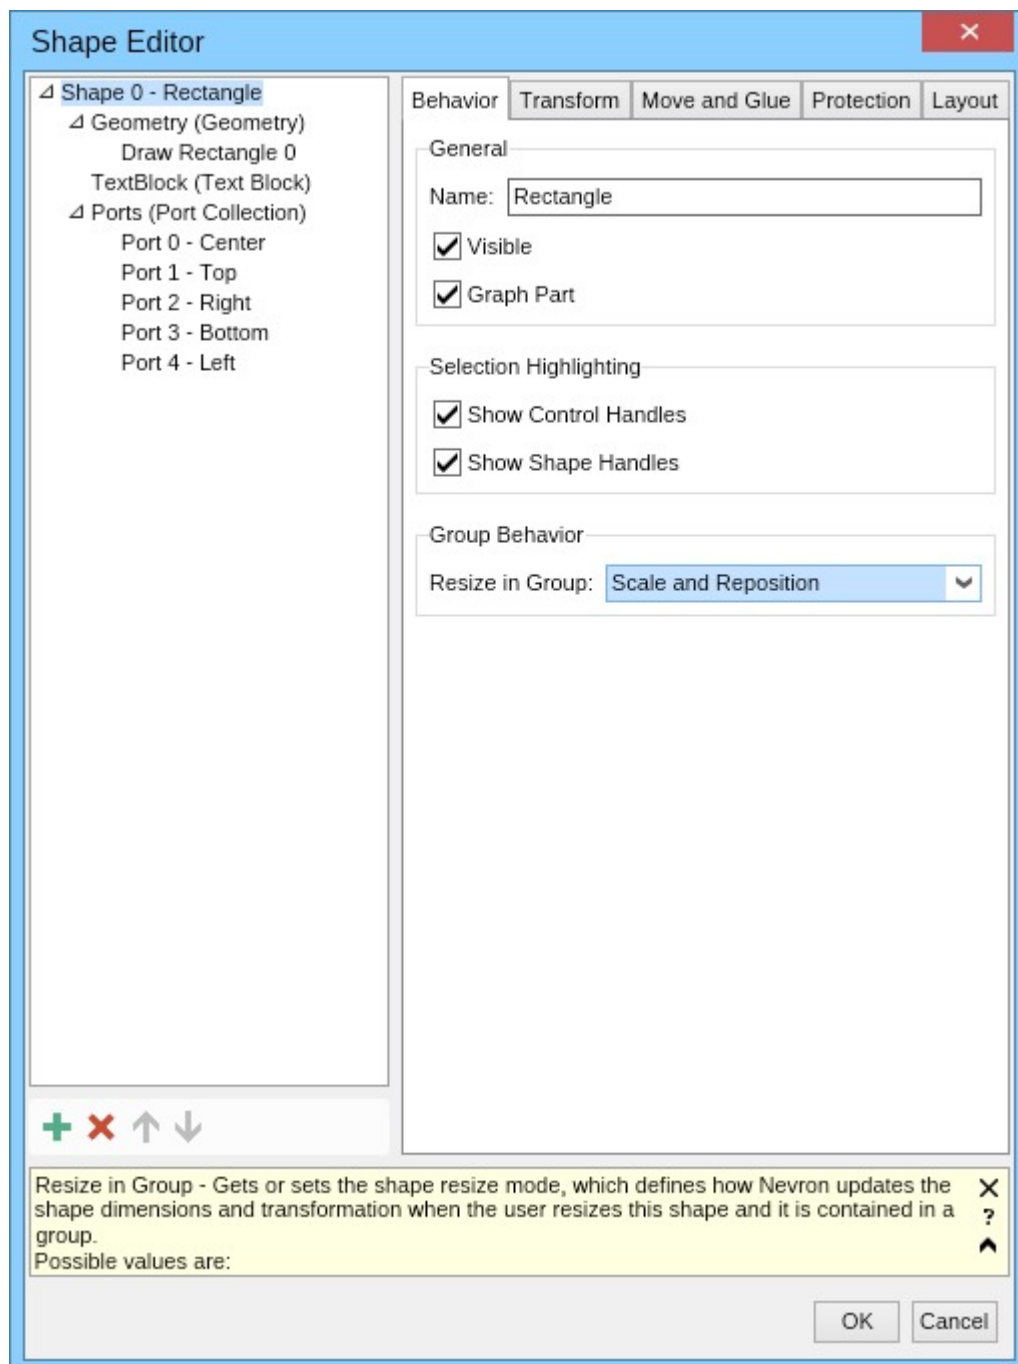 Shape Editor
Shape 0 - Rectangle
Geometry (Geometry)
Draw Rectangle 0
TextBlock (Text Block)
Ports (Port Collection)
Port 0 - Center
Port 1 - Top
Port 2 - Right
Port 3 - Bottom
Port 4 - Left
Behavior Transform Move and Glue Protection Layout
General
Name: Rectangle
Visible
Graph Part
Selection Highlighting
Show Control Handles
Show Shape Handles
Group Behavior
Resize in Group: Scale and Reposition
Resize in Group - Gets or sets the shape resize mode, which defines how Nevron updates the
shape dimensions and transformation when the user resizes this shape and it is contained in a
group.
Possible values are:
?
OK Cancel